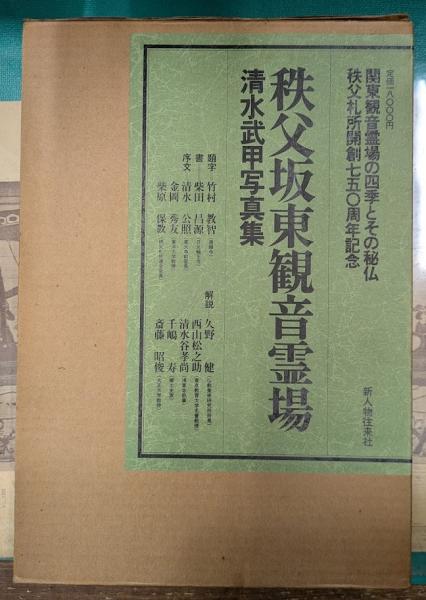 定価一八〇〇〇円
関東観音霊場の四季とその秘仏
秩父札所開創七五〇周年記念
秩父坂東観音霊場
清水武甲写真集
題字 竹村 教智
書 柴田 昌源
序文 清水 公照
金岡 秀友
柴原 保教
解説 久野 健
西山松之助
清水谷孝尚
千嶋 寿
斎藤 昭俊
新人物往来社